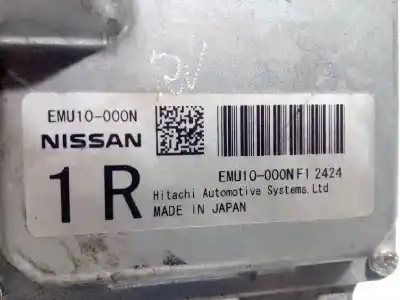 EMU10-000N
NISSAN
EMU10-000NF1 2424
1R
Hitachi Automotive Systems.Ltd
MADE IN JAPAN